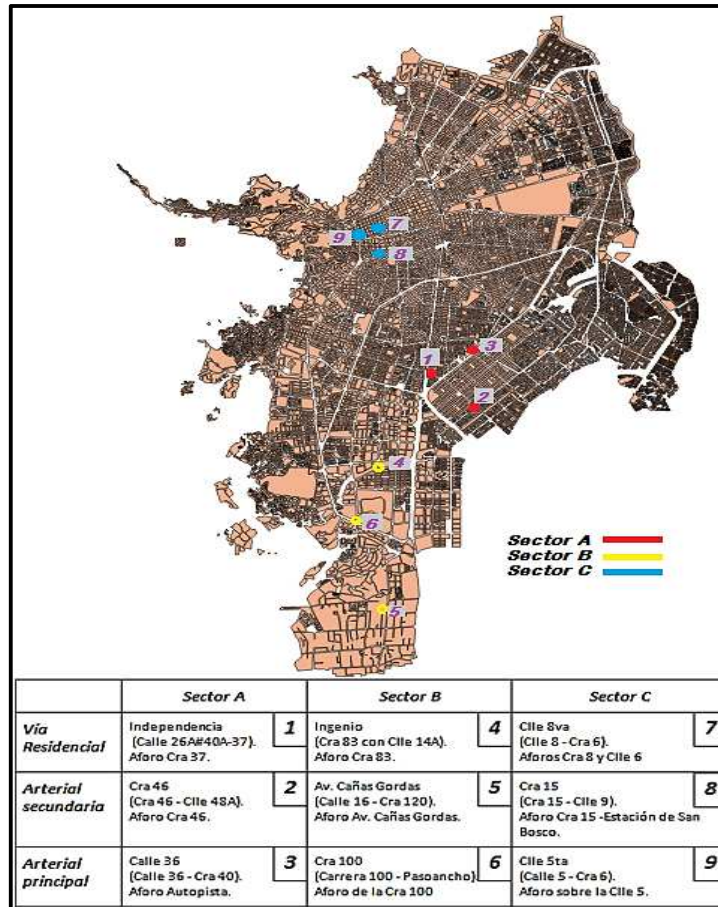 7
9
8
3
1
2
4
6
5
Sector A
Sector B
Sector C
Sector A Sector B Sector C
Vía Residencial
Independencia
(Calle 26A#40A-37).
Aforo Cra 37.
1
Ingenio
(Cra 83 con Clle 14A).
Aforo Cra 83.
4
Clle 8va
(Clle 8 - Cra 6).
Aforos Cra 8 y Clle 6
7
Arterial secundaria
Cra 46
(Cra 46 - Clle 48A).
Aforo Cra 46.
2
Av. Cañas Gordas
(Calle 16 - Cra 120).
Aforo Av. Cañas Gordas.
5
Cra 15
(Cra 15 - Clle 9).
Aforo Cra 15 -Estación de San
Bosco.
8
Arterial principal
Calle 36
(Calle 36 - Cra 40).
Aforo Autopista.
3
Cra 100
(Carrera 100 - Pasoancho)
Aforo de la Cra 100
6
Clle 5ta
(Calle 5 - Cra 6).
Aforo sobre la Clle 5.
9